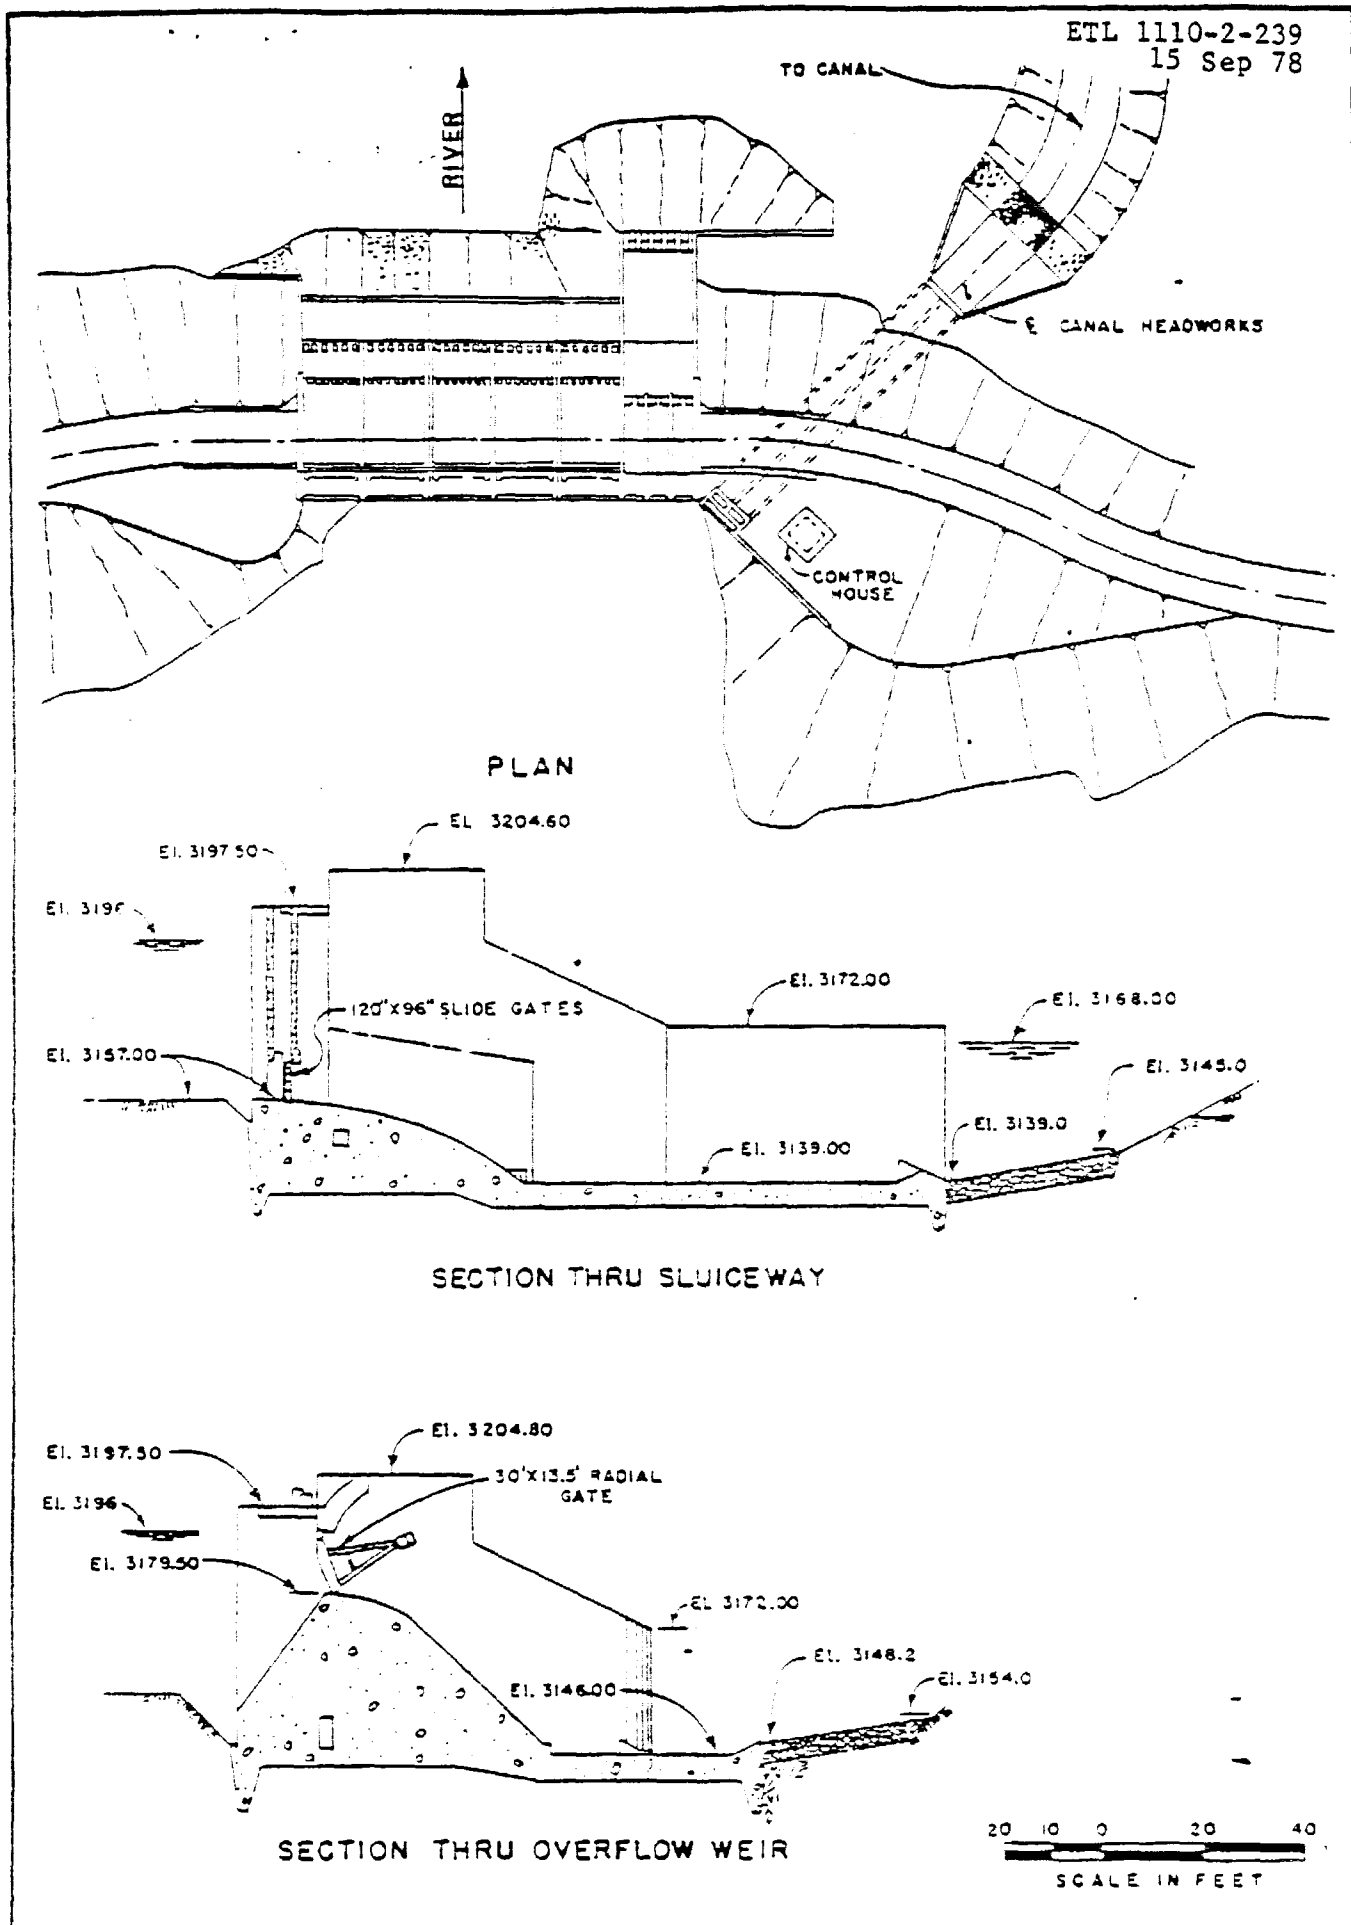 ETL 1110-2-239
15 Sep 78
TO CANAL
RIVER
℄ CANAL HEADWORKS
CONTROL
HOUSE
PLAN
EL 3204.60
El. 3197.50
El. 3196
El. 3172.00
El. 3168.00
120"X96" SLIDE GATES
El. 3157.00
El. 3145.0
El. 3139.0
El. 3139.00
SECTION THRU SLUICEWAY
El. 3204.80
El. 3197.50
30'X13.5' RADIAL
GATE
El. 3196
El. 3179.50
El. 3172.00
El. 3148.2
El. 3154.0
El. 3146.00
SECTION THRU OVERFLOW WEIR
20 10 0 20 40
SCALE IN FEET